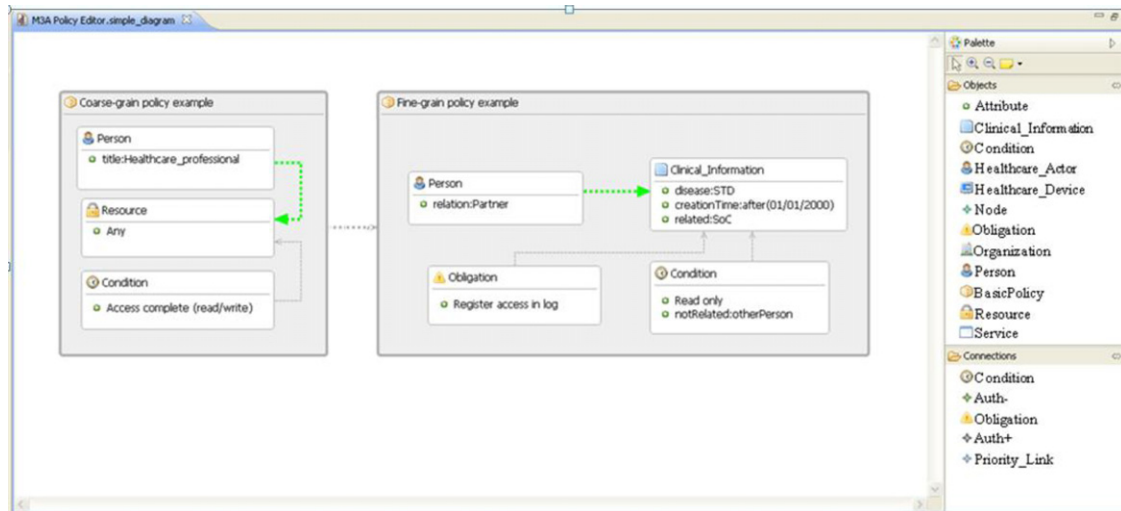 M3A Policy Editor.simple_diagram
Coarse-grain policy example
Person
title:Healthcare_professional
Resource
Any
Condition
Access complete (read/write)
Fine-grain policy example
Person
relation:Partner
Clinical_Information
disease:STD
creationTime:after(01/01/2000)
related:SoC
Obligation
Register access in log
Condition
Read only
notRelated:otherPerson
Palette
Objects
Attribute
Clinical_Information
Condition
Healthcare_Actor
Healthcare_Device
Node
Obligation
Organization
Person
BasicPolicy
Resource
Service
Connections
Condition
Auth-
Obligation
Auth+
Priority_Link